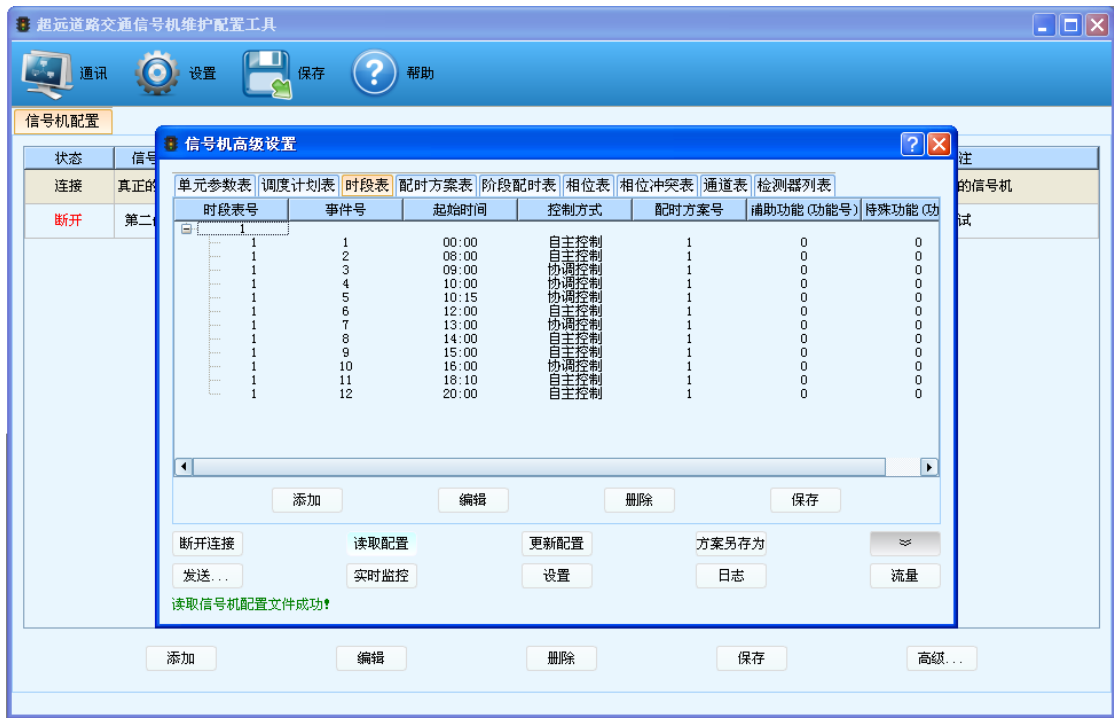 超远道路交通信号机维护配置工具
通讯 设置 保存 帮助
信号机配置
信号机高级设置
状态 信号 注
连接 真正的 的信号机
断开 第二 试
单元参数表 调度计划表 时段表 配时方案表 阶段配时表 相位表 相位冲突表 通道表 检测器列表
时段表号 事件号 起始时间 控制方式 配时方案号 辅助功能(功能号) 特殊功能(功
1
1 1 00:00 自主控制 1 0 0
1 2 08:00 自主控制 1 0 0
1 3 09:00 协调控制 1 0 0
1 4 10:00 协调控制 1 0 0
1 5 10:15 协调控制 1 0 0
1 6 12:00 自主控制 1 0 0
1 7 13:00 协调控制 1 0 0
1 8 14:00 自主控制 1 0 0
1 9 15:00 自主控制 1 0 0
1 10 16:00 协调控制 1 0 0
1 11 18:10 自主控制 1 0 0
1 12 20:00 自主控制 1 0 0
添加 编辑 删除 保存
断开连接 读取配置 更新配置 方案另存为
发送... 实时监控 设置 日志 流量
读取信号机配置文件成功!
添加 编辑 删除 保存 高级...